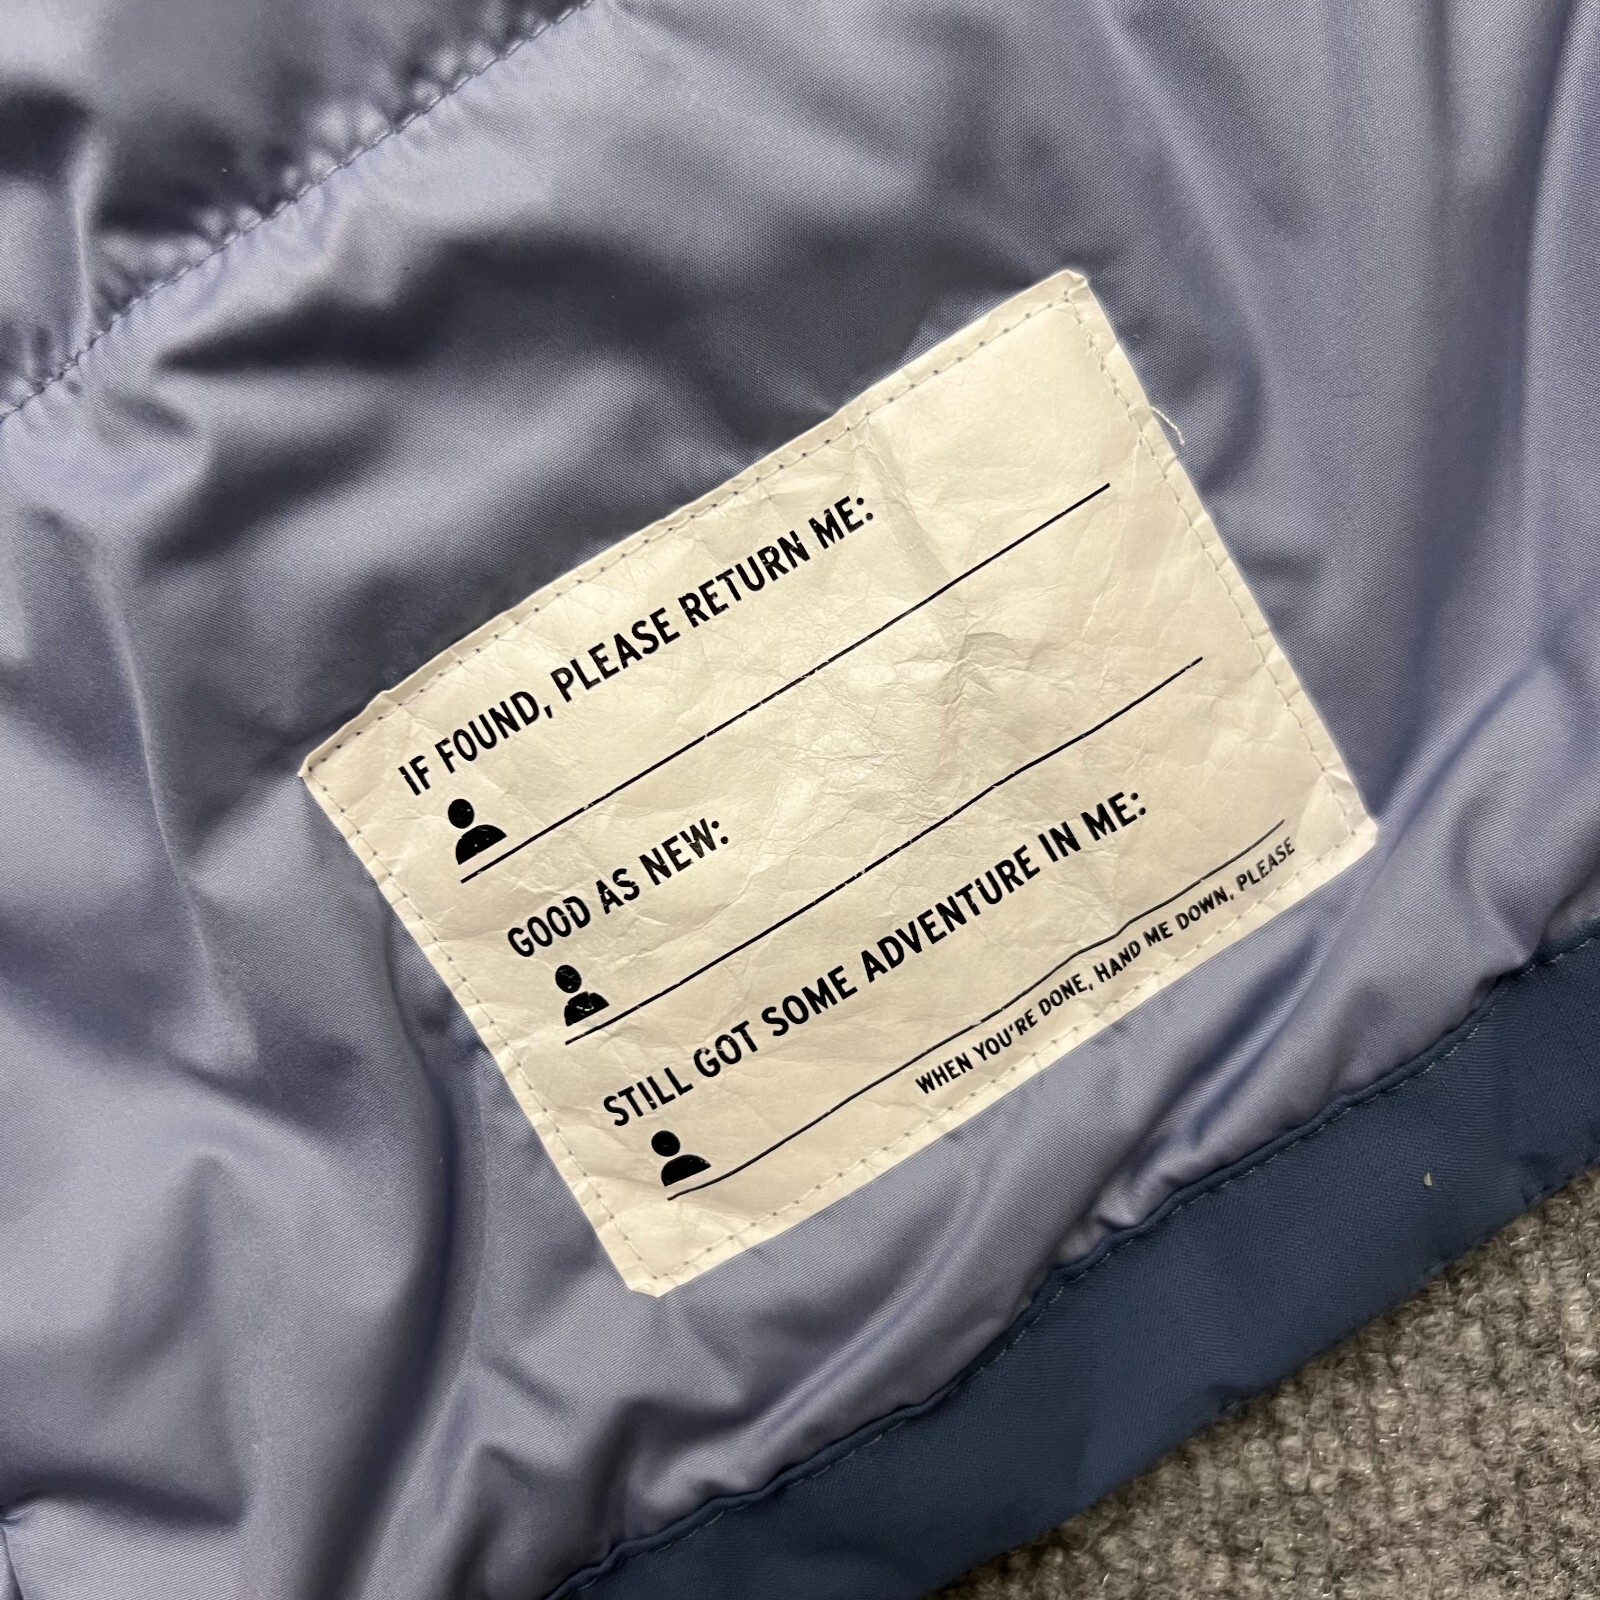 IF FOUND, PLEASE RETURN ME:
GOOD AS NEW:
STILL GOT SOME ADVENTURE IN ME:
WHEN YOU'RE DONE, HAND ME DOWN, PLEASE